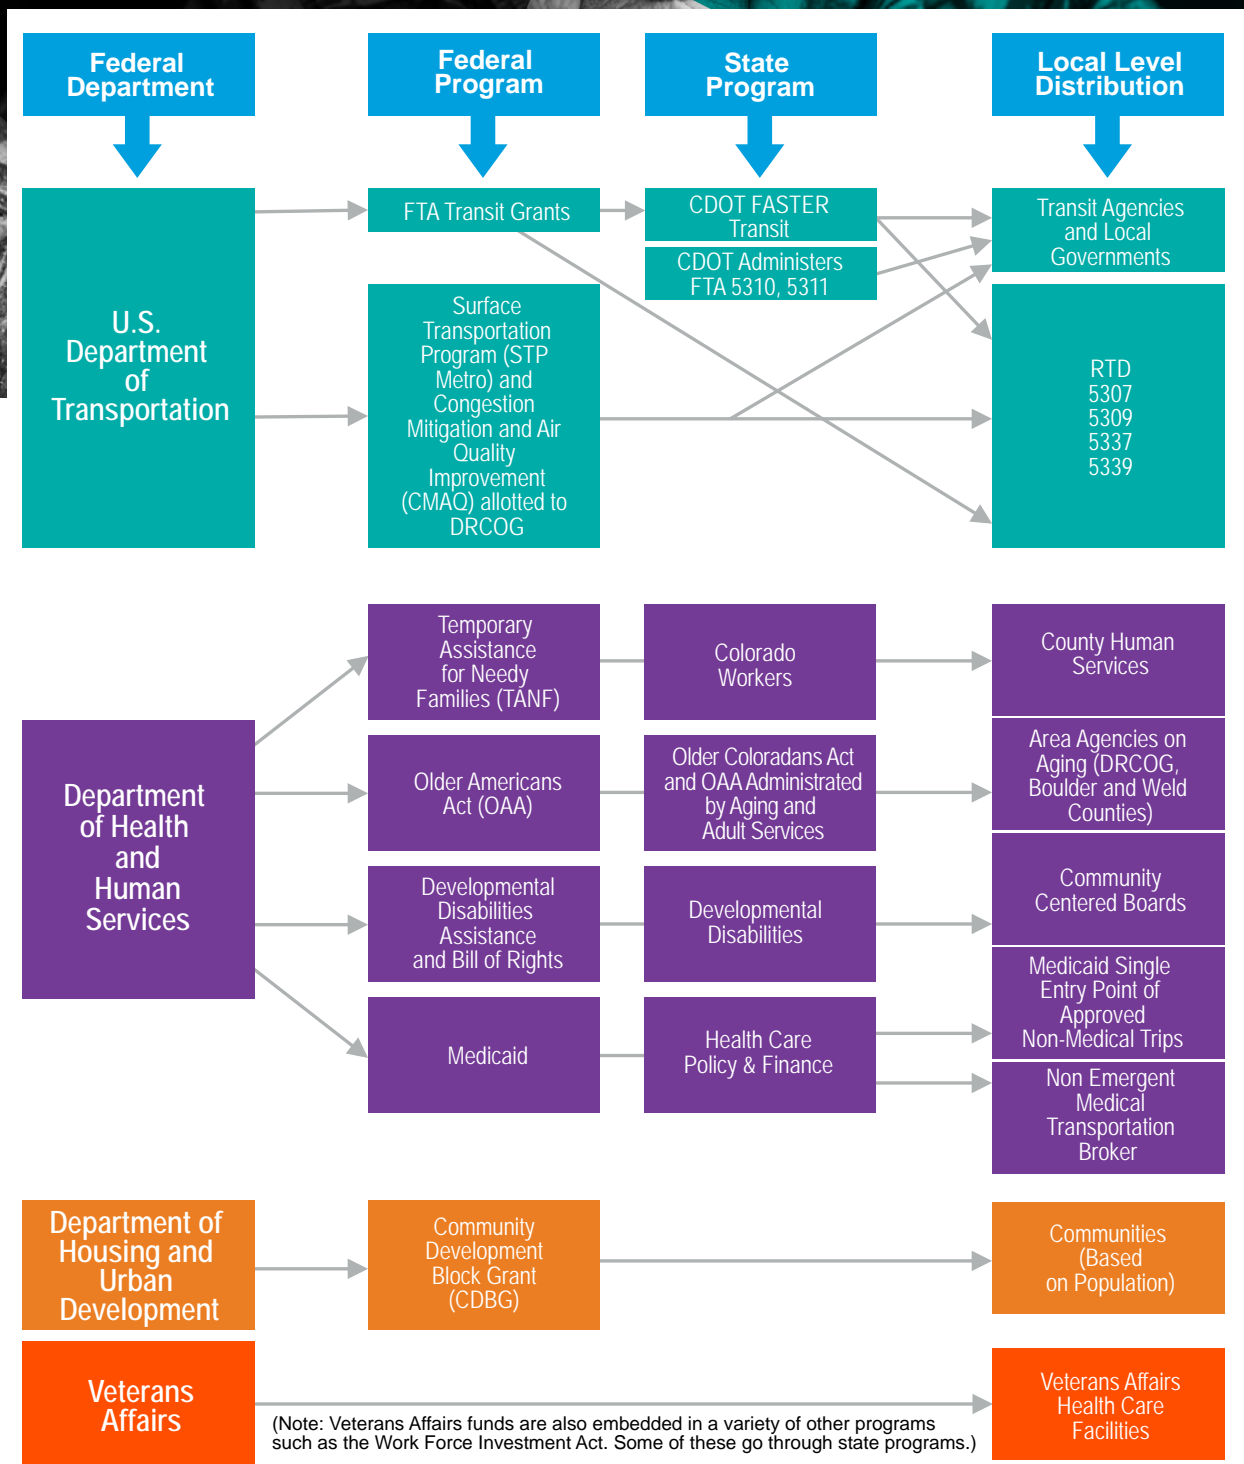 Federal
Department
Federal
Program
State
Program
Local Level
Distribution
U.S.
Department
of
Transportation
FTA Transit Grants
CDOT FASTER
Transit
CDOT Administers
FTA 5310, 5311
Transit Agencies
and Local
Governments
Surface
Transportation
Program (STP
Metro) and
Congestion
Mitigation and Air
Quality
Improvement
(CMAQ) allotted to
DRCOG
RTD
5307
5309
5337
5339
Department
of Health
and
Human
Services
Temporary
Assistance
for Needy
Families (TANF)
Colorado
Workers
County Human
Services
Older Americans
Act (OAA)
Older Coloradans Act
and OAA Administrated
by Aging and
Adult Services
Area Agencies on
Aging (DRCOG,
Boulder and Weld
Counties)
Developmental
Disabilities
Assistance
and Bill of Rights
Developmental
Disabilities
Community
Centered Boards
Medicaid
Health Care
Policy & Finance
Medicaid Single
Entry Point of
Approved
Non-Medical Trips
Non Emergent
Medical
Transportation
Broker
Department of
Housing and
Urban
Development
Community
Development
Block Grant
(CDBG)
Communities
(Based
on Population)
Veterans
Affairs
Veterans Affairs
Health Care
Facilities
(Note: Veterans Affairs funds are also embedded in a variety of other programs
such as the Work Force Investment Act. Some of these go through state programs.)